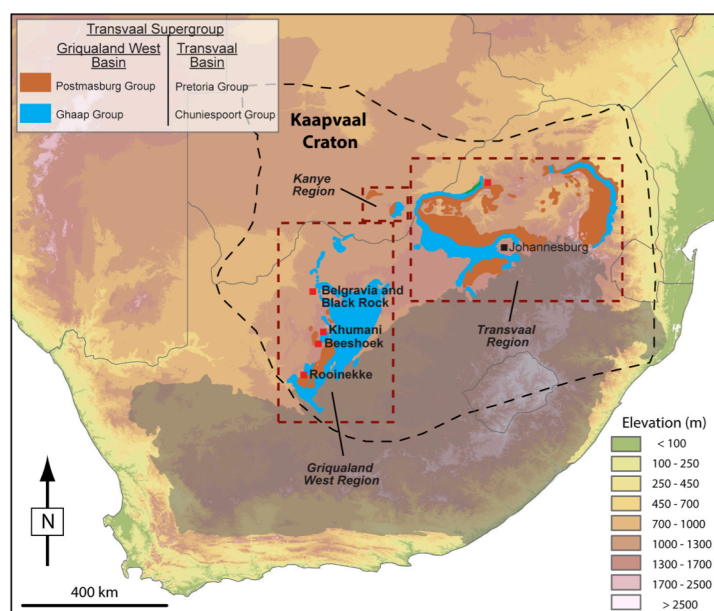 Transvaal Supergroup
Griqualand West
Basin
Transvaal
Basin
Postmasburg Group
Pretoria Group
Ghaap Group
Chuniespoort Group
Kaapvaal
Craton
Kanye
Region
Johannesburg
Belgravia and
Black Rock
Khumani
Beeshoek
Transvaal
Region
Rooinekke
Griqualand
West Region
Elevation (m)
< 100
100 - 250
250 - 450
450 - 700
700 - 1000
1000 - 1300
1300 - 1700
1700 - 2500
> 2500
N
400 km